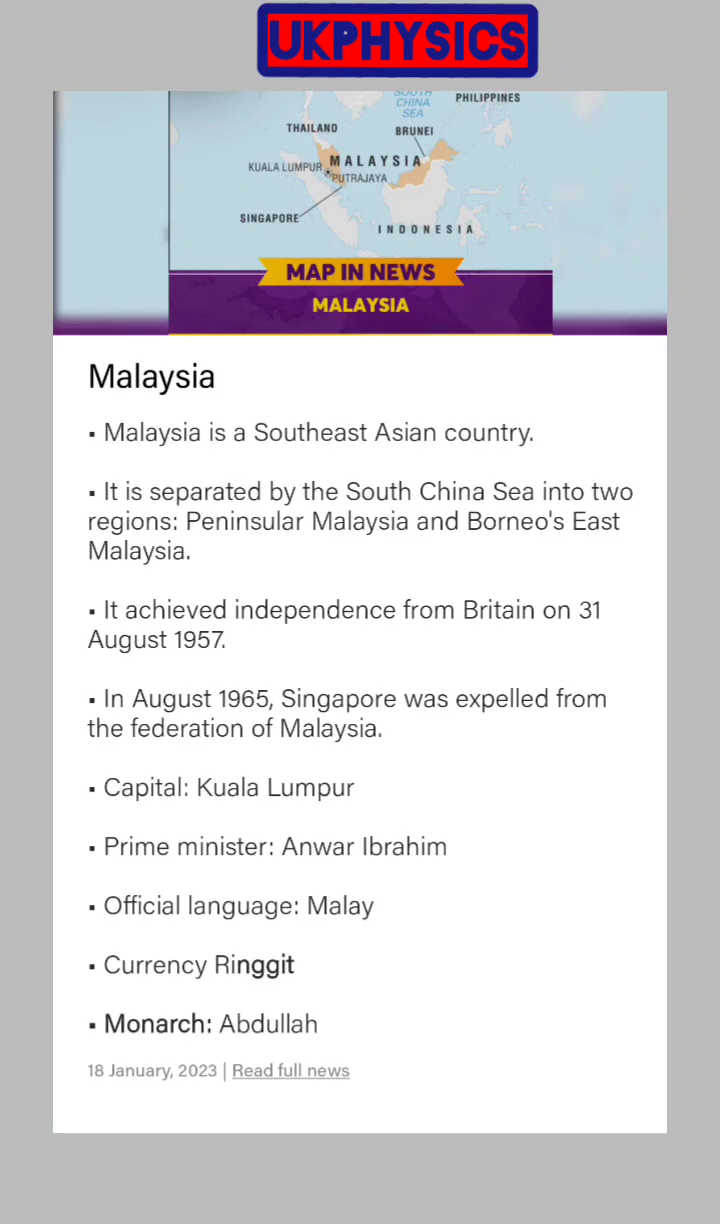 UKPHYSICS
SOUTH
CHINA
SEA
PHILIPPINES
THAILAND
BRUNEI
MALAYSIA
KUALA LUMPUR
PUTRAJAYA
SINGAPORE
INDONESIA
MAP IN NEWS
MALAYSIA
Malaysia
▪ Malaysia is a Southeast Asian country.
▪ It is separated by the South China Sea into two
regions: Peninsular Malaysia and Borneo's East
Malaysia.
▪ It achieved independence from Britain on 31
August 1957.
▪ In August 1965, Singapore was expelled from
the federation of Malaysia.
▪ Capital: Kuala Lumpur
▪ Prime minister: Anwar Ibrahim
▪ Official language: Malay
▪ Currency Ringgit
▪ Monarch: Abdullah
18 January, 2023 | Read full news